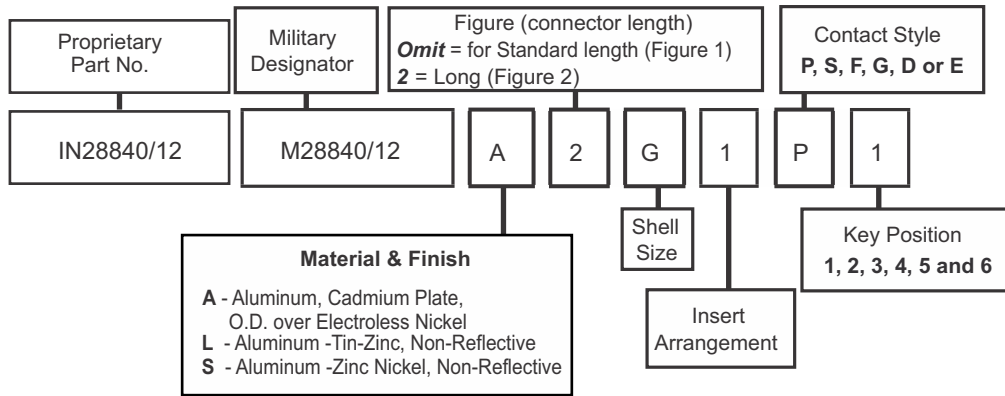 Proprietary
Part No.
Military
Designator
Figure (connector length)
Omit = for Standard length (Figure 1)
2 = Long (Figure 2)
Contact Style
P, S, F, G, D or E
IN28840/12
M28840/12
A
2
G
1
P
1
Material & Finish
A - Aluminum, Cadmium Plate,
O.D. over Electroless Nickel
L - Aluminum -Tin-Zinc, Non-Reflective
S - Aluminum -Zinc Nickel, Non-Reflective
Shell
Size
Insert
Arrangement
Key Position
1, 2, 3, 4, 5 and 6